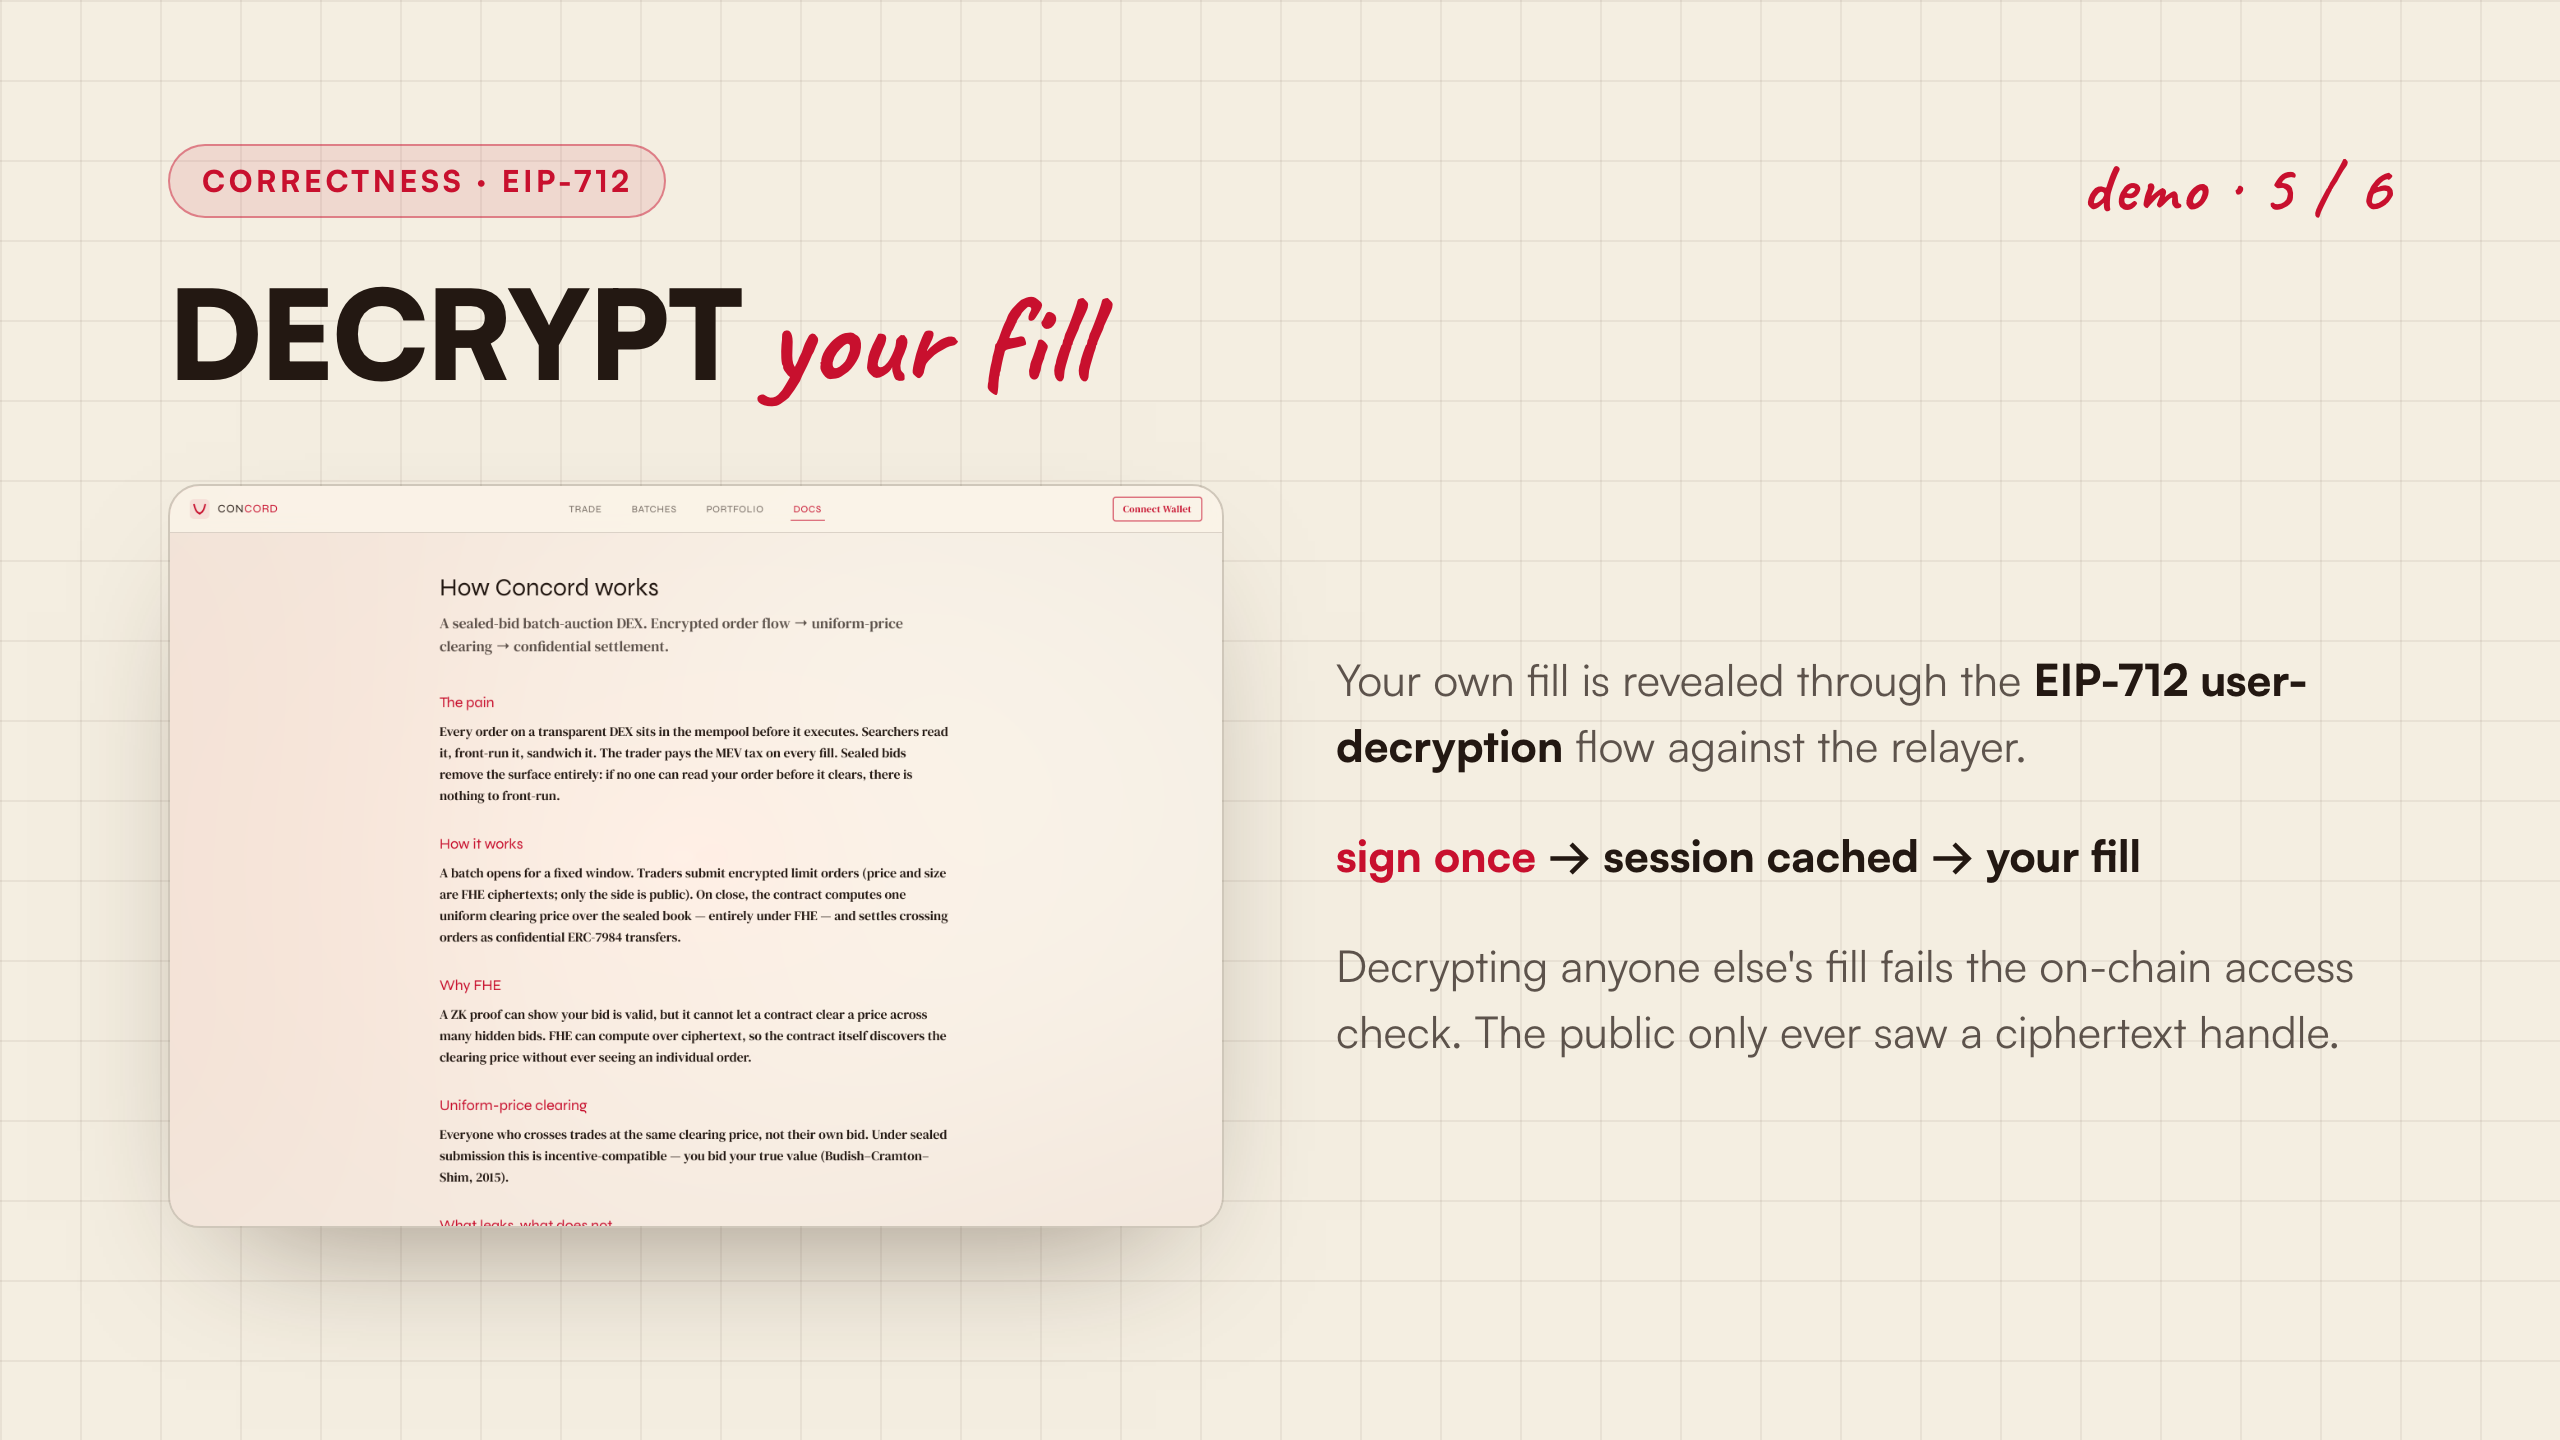 CORRECTNESS · EIP-712
demo · 5 / 6
DECRYPT your fill
CONCORD
TRADE BATCHES PORTFOLIO DOCS
Connect Wallet
How Concord works
A sealed-bid batch-auction DEX. Encrypted order flow → uniform-price
clearing → confidential settlement.
The pain
Every order on a transparent DEX sits in the mempool before it executes. Searchers read
it, front-run it, sandwich it. The trader pays the MEV tax on every fill. Sealed bids
remove the surface entirely: if no one can read your order before it clears, there is
nothing to front-run.
How it works
A batch opens for a fixed window. Traders submit encrypted limit orders (price and size
are FHE ciphertexts; only the side is public). On close, the contract computes one
uniform clearing price over the sealed book — entirely under FHE — and settles crossing
orders as confidential ERC-7984 transfers.
Why FHE
A ZK proof can show your bid is valid, but it cannot let a contract clear a price across
many hidden bids. FHE can compute over ciphertext, so the contract itself discovers the
clearing price without ever seeing an individual order.
Uniform-price clearing
Everyone who crosses trades at the same clearing price, not their own bid. Under sealed
submission this is incentive-compatible — you bid your true value (Budish–Cramton–
Shim, 2015).
What leaks, what does not
Your own fill is revealed through the EIP-712 user-
decryption flow against the relayer.
sign once → session cached → your fill
Decrypting anyone else's fill fails the on-chain access
check. The public only ever saw a ciphertext handle.